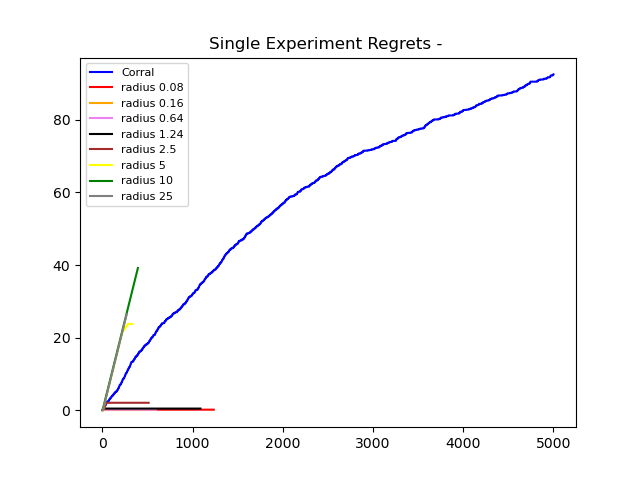 Single Experiment Regrets -
Corral
radius 0.08
radius 0.16
radius 0.64
radius 1.24
radius 2.5
radius 5
radius 10
radius 25
80
60
40
20
0
0 1000 2000 3000 4000 5000